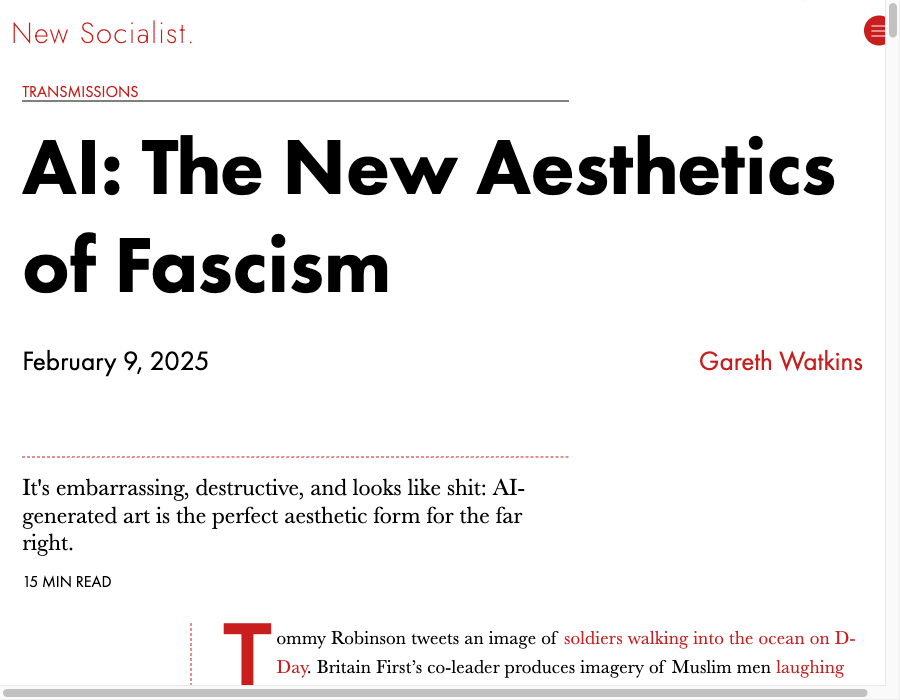 New Socialist.
TRANSMISSIONS
AI: The New Aesthetics
of Fascism
February 9, 2025
Gareth Watkins
It's embarrassing, destructive, and looks like shit: AI-
generated art is the perfect aesthetic form for the far
right.
15 MIN READ
Tommy Robinson tweets an image of soldiers walking into the ocean on D-
Day. Britain First’s co-leader produces imagery of Muslim men laughing